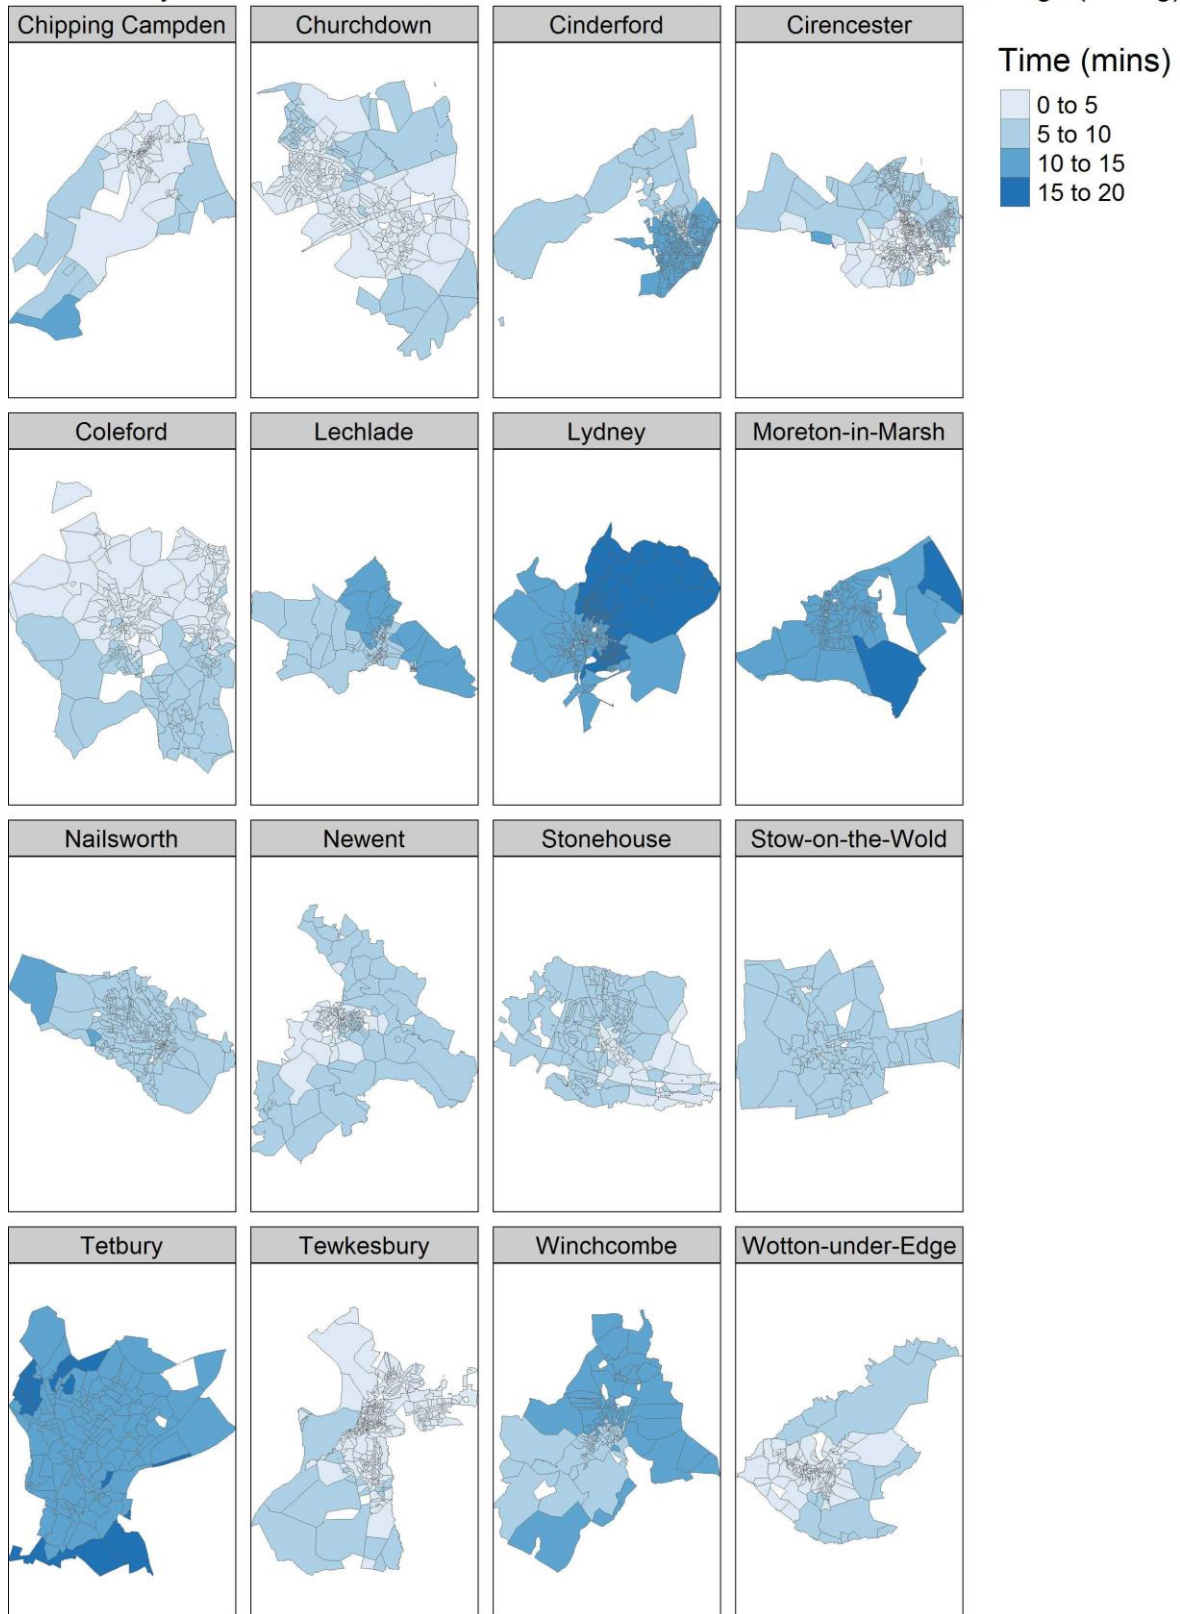 Chipping Campden Churchdown Cinderford Cirencester
Time (mins)
0 to 5
5 to 10
10 to 15
15 to 20
Coleford Lechlade Lydney Moreton-in-Marsh
Nailsworth Newent Stonehouse Stow-on-the-Wold
Tetbury Tewkesbury Winchcombe Wotton-under-Edge